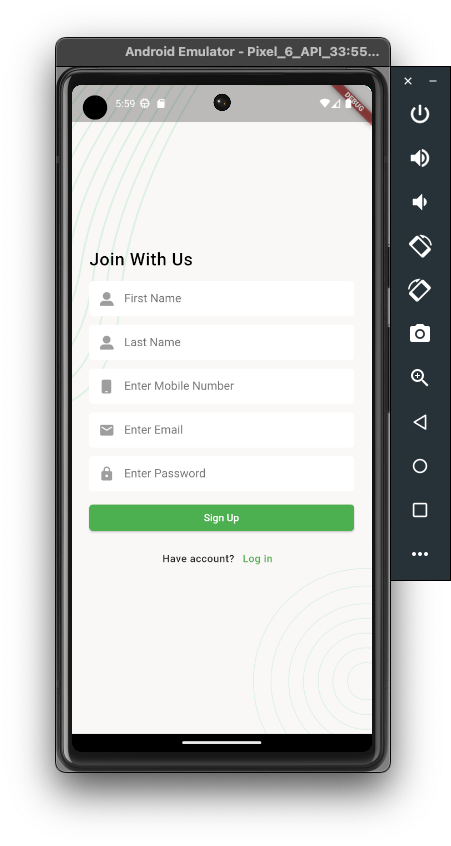 Android Emulator - Pixel_6_API_33:55...
5:59
DEBUG
Join With Us
First Name
Last Name
Enter Mobile Number
Enter Email
Enter Password
Sign Up
Have account? Log in